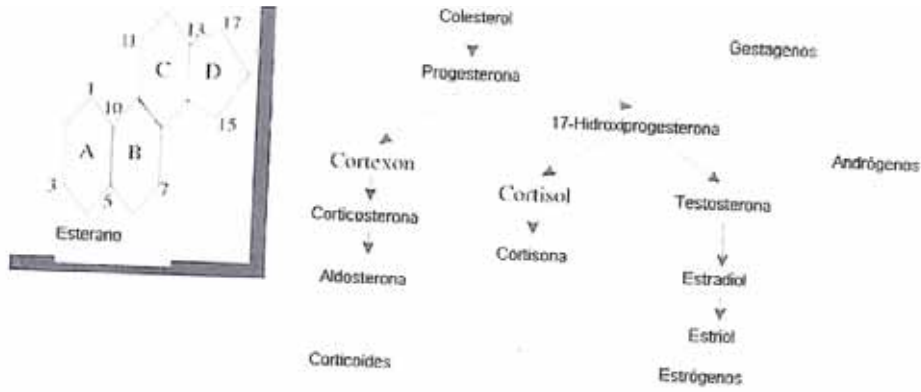 11
13
17
C
D
1
10
15
A
B
3
5
7
Esterano
Colesterol
Gestágenos
Progesterona
17-Hidroxiprogesterona
Cortexon
Cortisol
Andrógenos
Corticosterona
Testosterona
Cortisona
Aldosterona
Estradiol
Estriol
Corticoides
Estrógenos